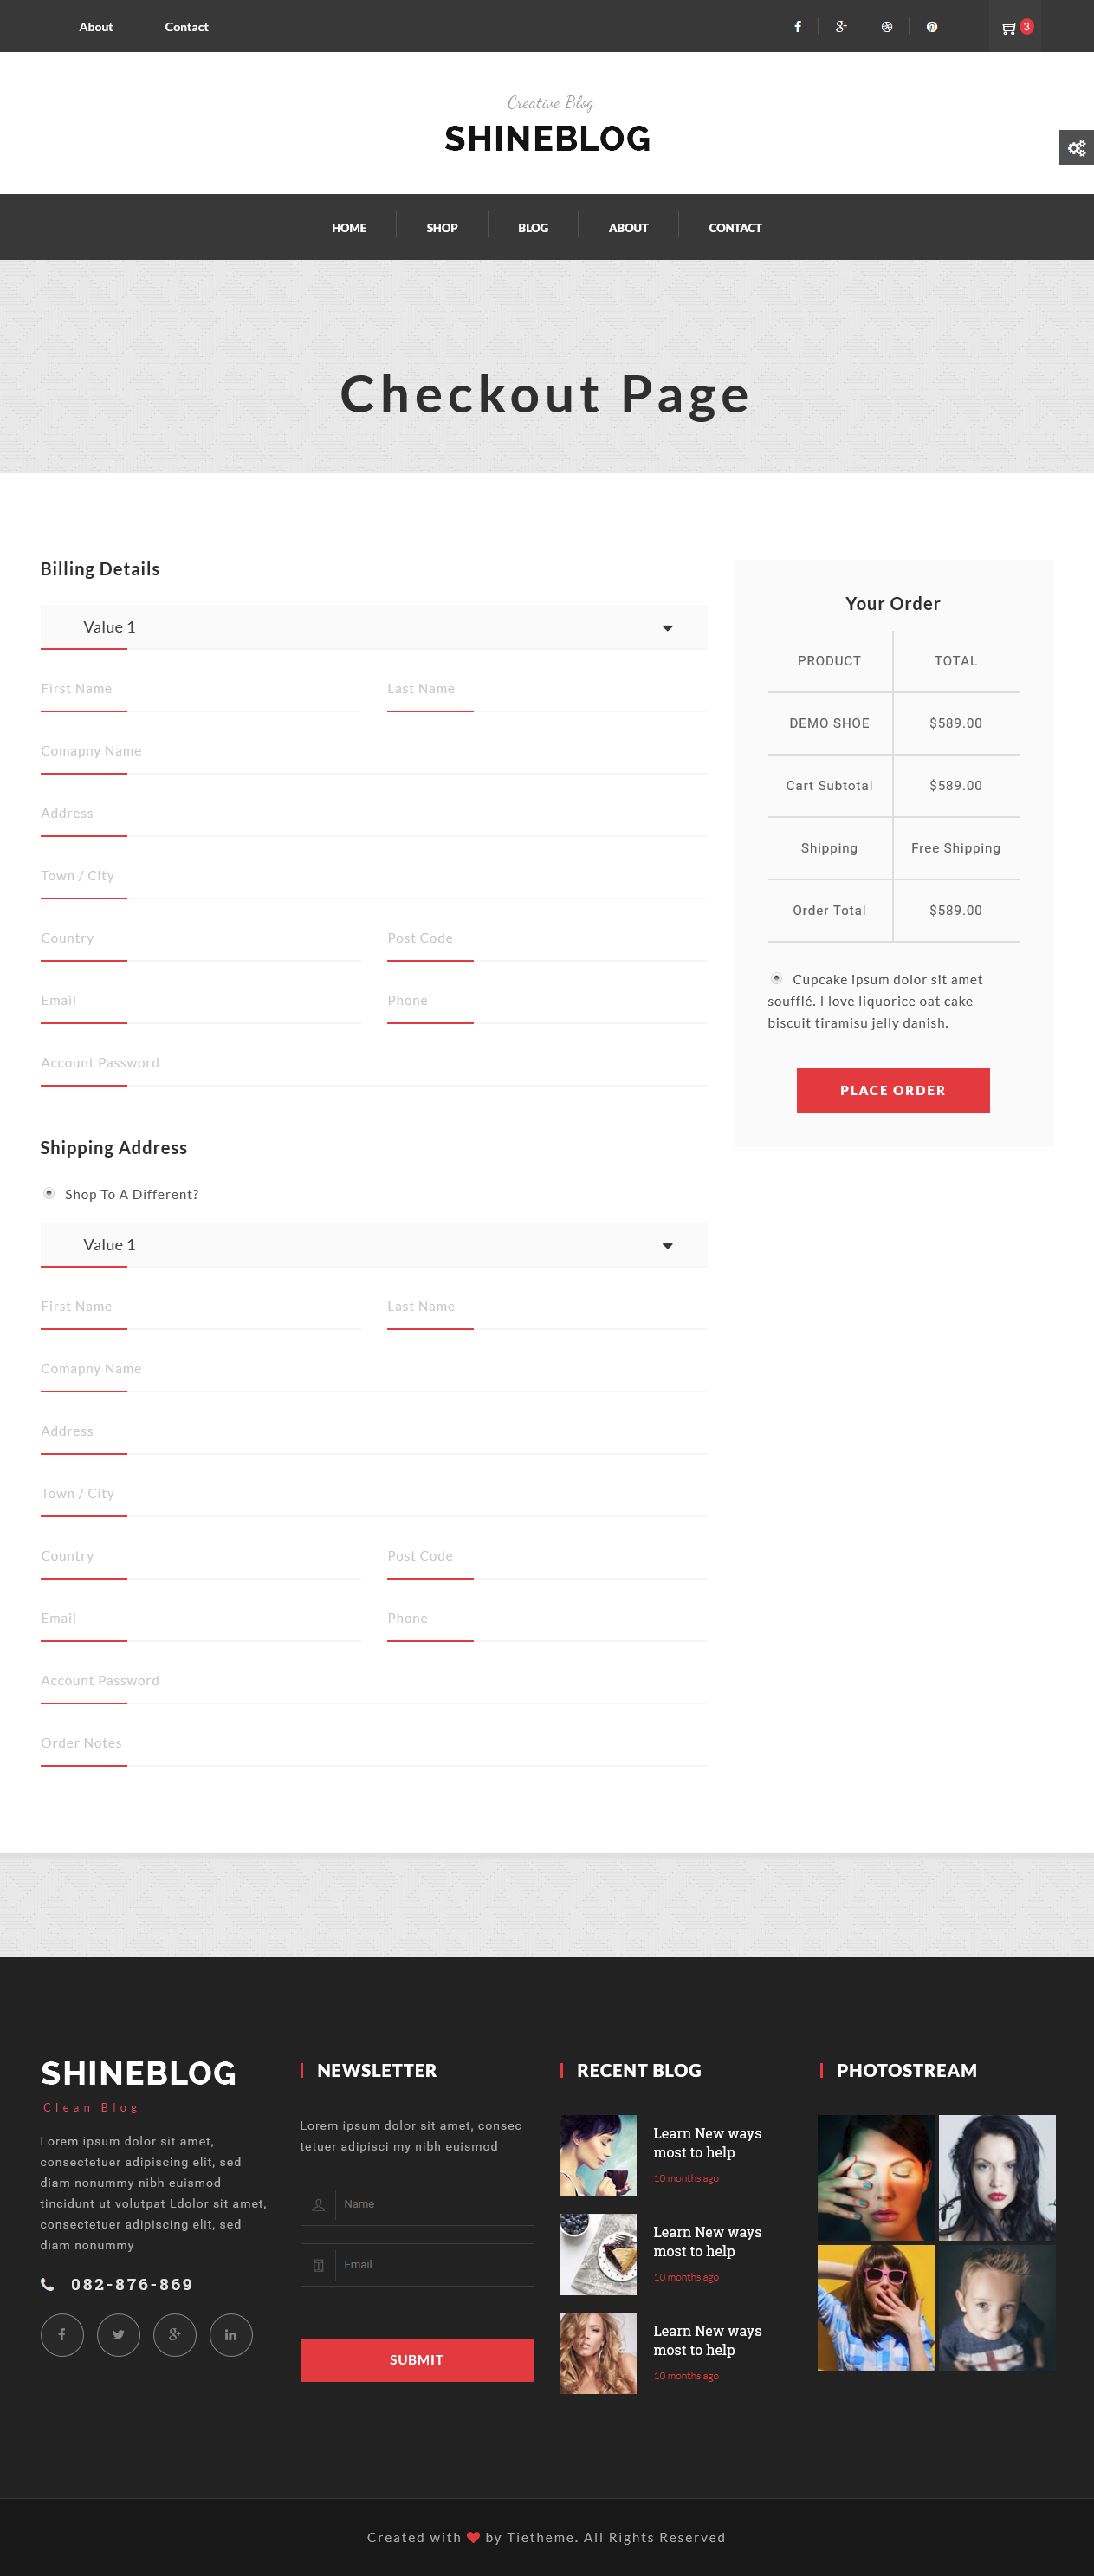 About
Contact
3
Creative Blog
SHINEBLOG
HOME
SHOP
BLOG
ABOUT
CONTACT
Checkout Page
Billing Details
Value 1
First Name
Last Name
Comapny Name
Address
Town / City
Country
Post Code
Email
Phone
Account Password
Your Order
PRODUCT
TOTAL
DEMO SHOE
$589.00
Cart Subtotal
$589.00
Shipping
Free Shipping
Order Total
$589.00
Cupcake ipsum dolor sit amet
soufflé. I love liquorice oat cake
biscuit tiramisu jelly danish.
PLACE ORDER
Shipping Address
Shop To A Different?
Value 1
First Name
Last Name
Comapny Name
Address
Town / City
Country
Post Code
Email
Phone
Account Password
Order Notes
SHINEBLOG
Clean Blog
Lorem ipsum dolor sit amet,
consectetuer adipiscing elit, sed
diam nonummy nibh euismod
tincidunt ut volutpat Ldolor sit amet,
consectetuer adipiscing elit, sed
diam nonummy
082-876-869
NEWSLETTER
Lorem ipsum dolor sit amet, consec
tetuer adipisci my nibh euismod
Name
Email
SUBMIT
RECENT BLOG
Learn New ways
most to help
10 months ago
Learn New ways
most to help
10 months ago
Learn New ways
most to help
10 months ago
PHOTOSTREAM
Created with by Tietheme. All Rights Reserved